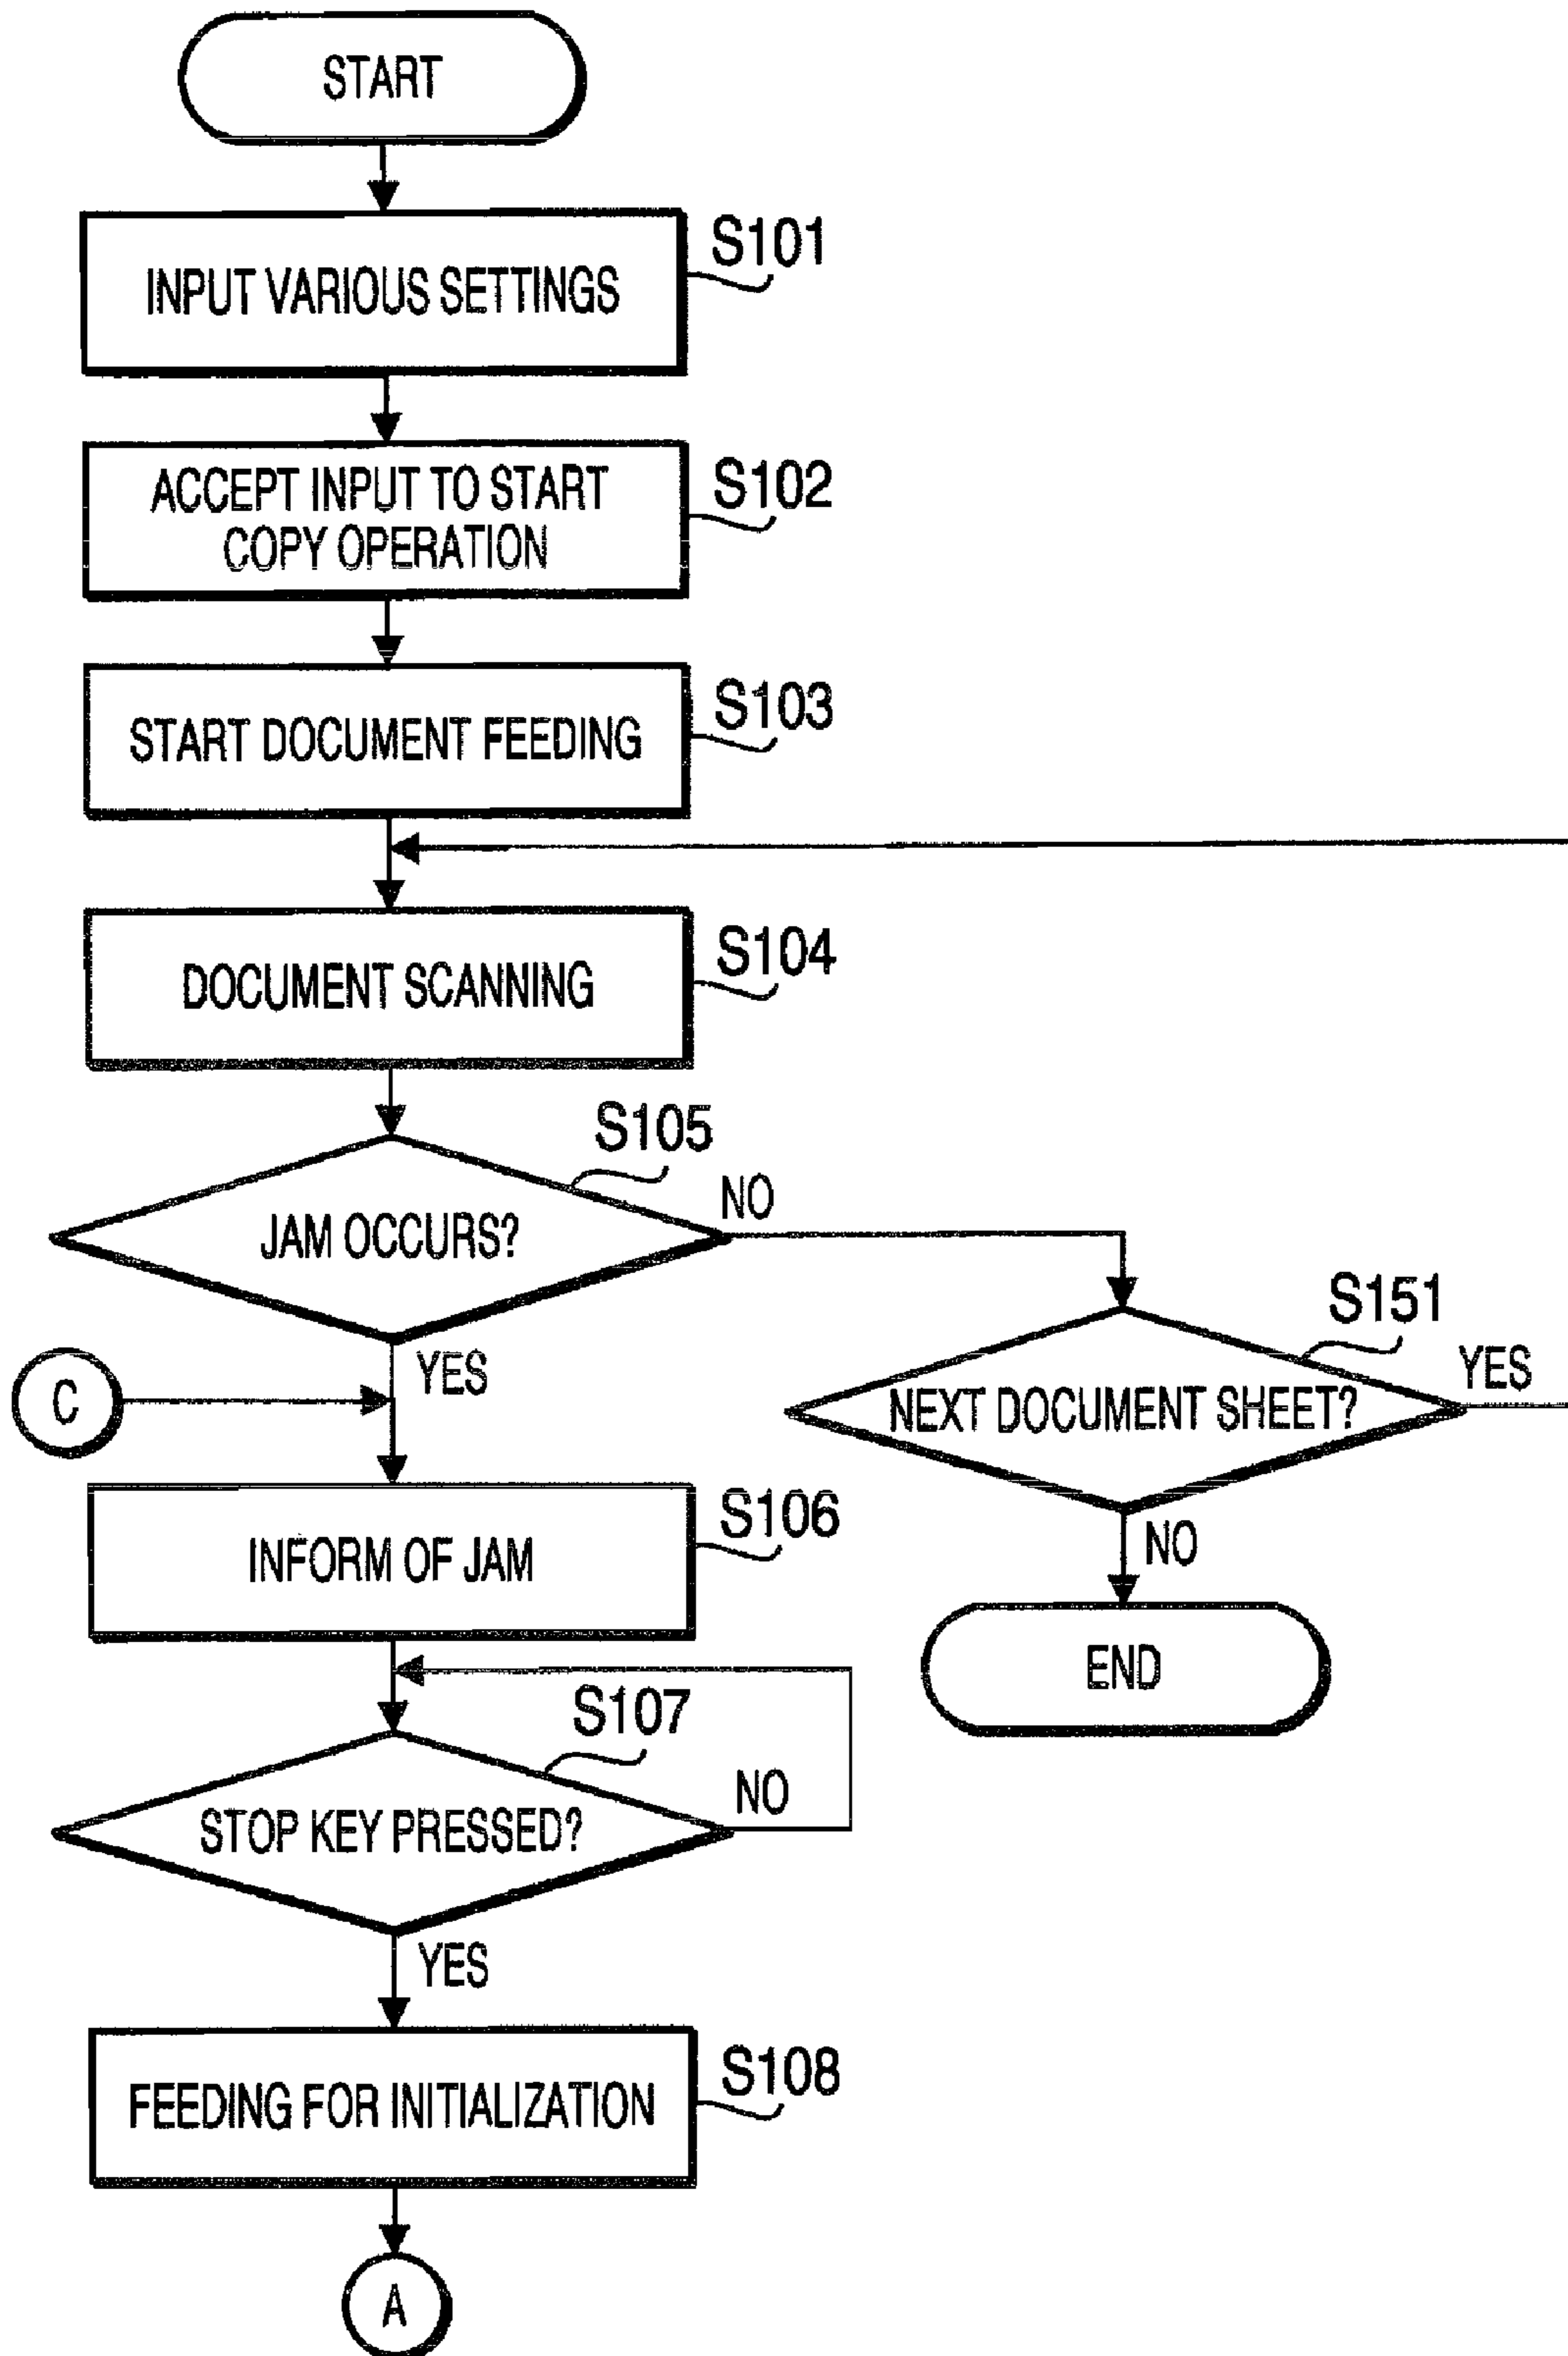 START
INPUT VARIOUS SETTINGS
S101
ACCEPT INPUT TO START
COPY OPERATION
S102
START DOCUMENT FEEDING
S103
DOCUMENT SCANNING
S104
JAM OCCURS?
S105
NO
YES
C
NEXT DOCUMENT SHEET?
S151
YES
NO
END
INFORM OF JAM
S106
STOP KEY PRESSED?
S107
NO
YES
FEEDING FOR INITIALIZATION
S108
A